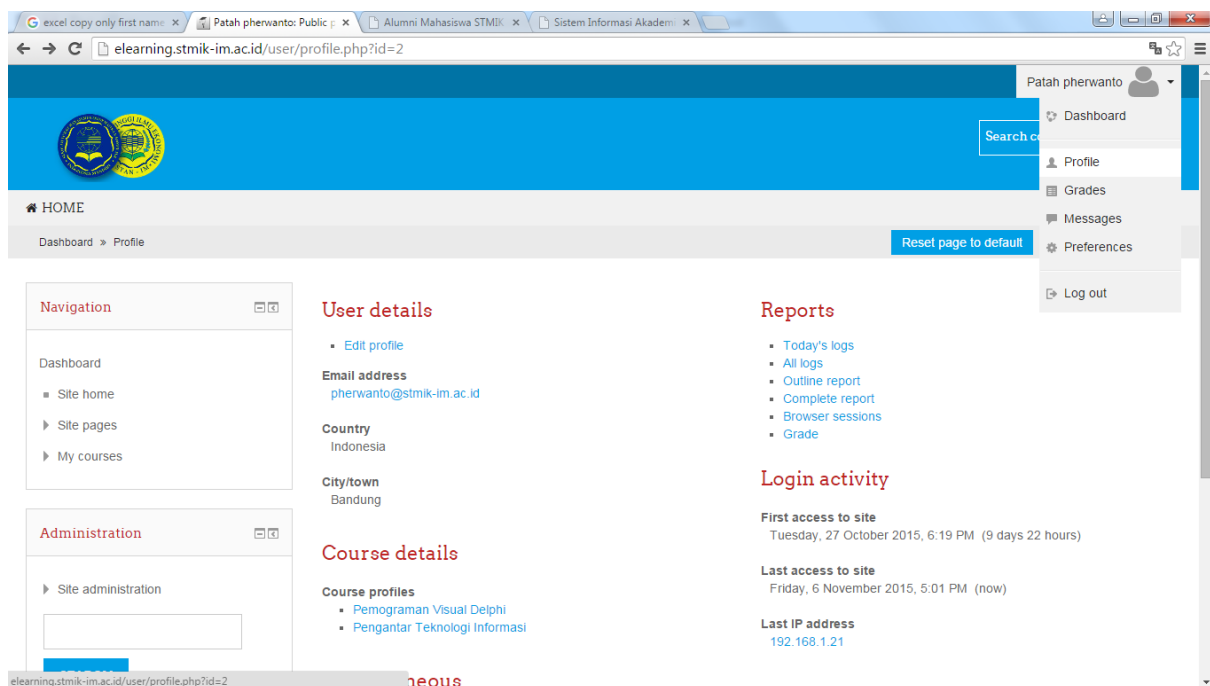 excel copy only first name
Patah pherwanto: Public p
Alumni Mahasiswa STMIK
Sistem Informasi Akademi
elearning.stmik-im.ac.id/user/profile.php?id=2
Patah pherwanto
Dashboard
Search
Profile
Grades
Messages
Preferences
Log out
HOME
Dashboard » Profile
Reset page to default
Navigation
Dashboard
Site home
Site pages
My courses
Administration
Site administration
User details
Edit profile
Email address
pherwanto@stmik-im.ac.id
Country
Indonesia
City/town
Bandung
Course details
Course profiles
Pemograman Visual Delphi
Pengantar Teknologi Informasi
Reports
Today's logs
All logs
Outline report
Complete report
Browser sessions
Grade
Login activity
First access to site
Tuesday, 27 October 2015, 6:19 PM (9 days 22 hours)
Last access to site
Friday, 6 November 2015, 5:01 PM (now)
Last IP address
192.168.1.21
elearning.stmik-im.ac.id/user/profile.php?id=2